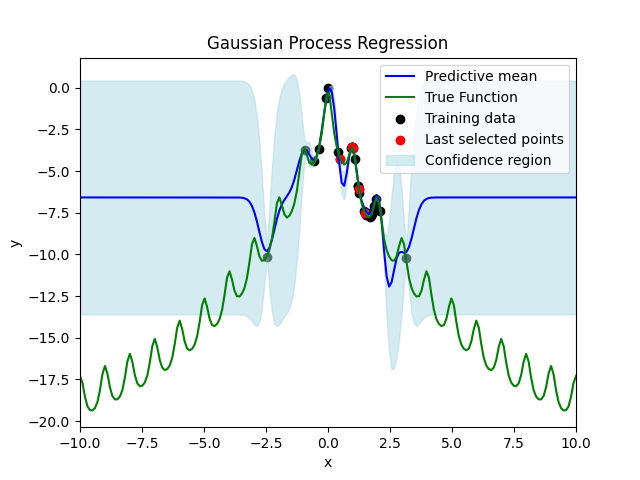 Gaussian Process Regression
Predictive mean
True Function
Training data
Last selected points
Confidence region
y
0.0
−2.5
−5.0
−7.5
−10.0
−12.5
−15.0
−17.5
−20.0
−10.0 −7.5 −5.0 −2.5 0.0 2.5 5.0 7.5 10.0
x